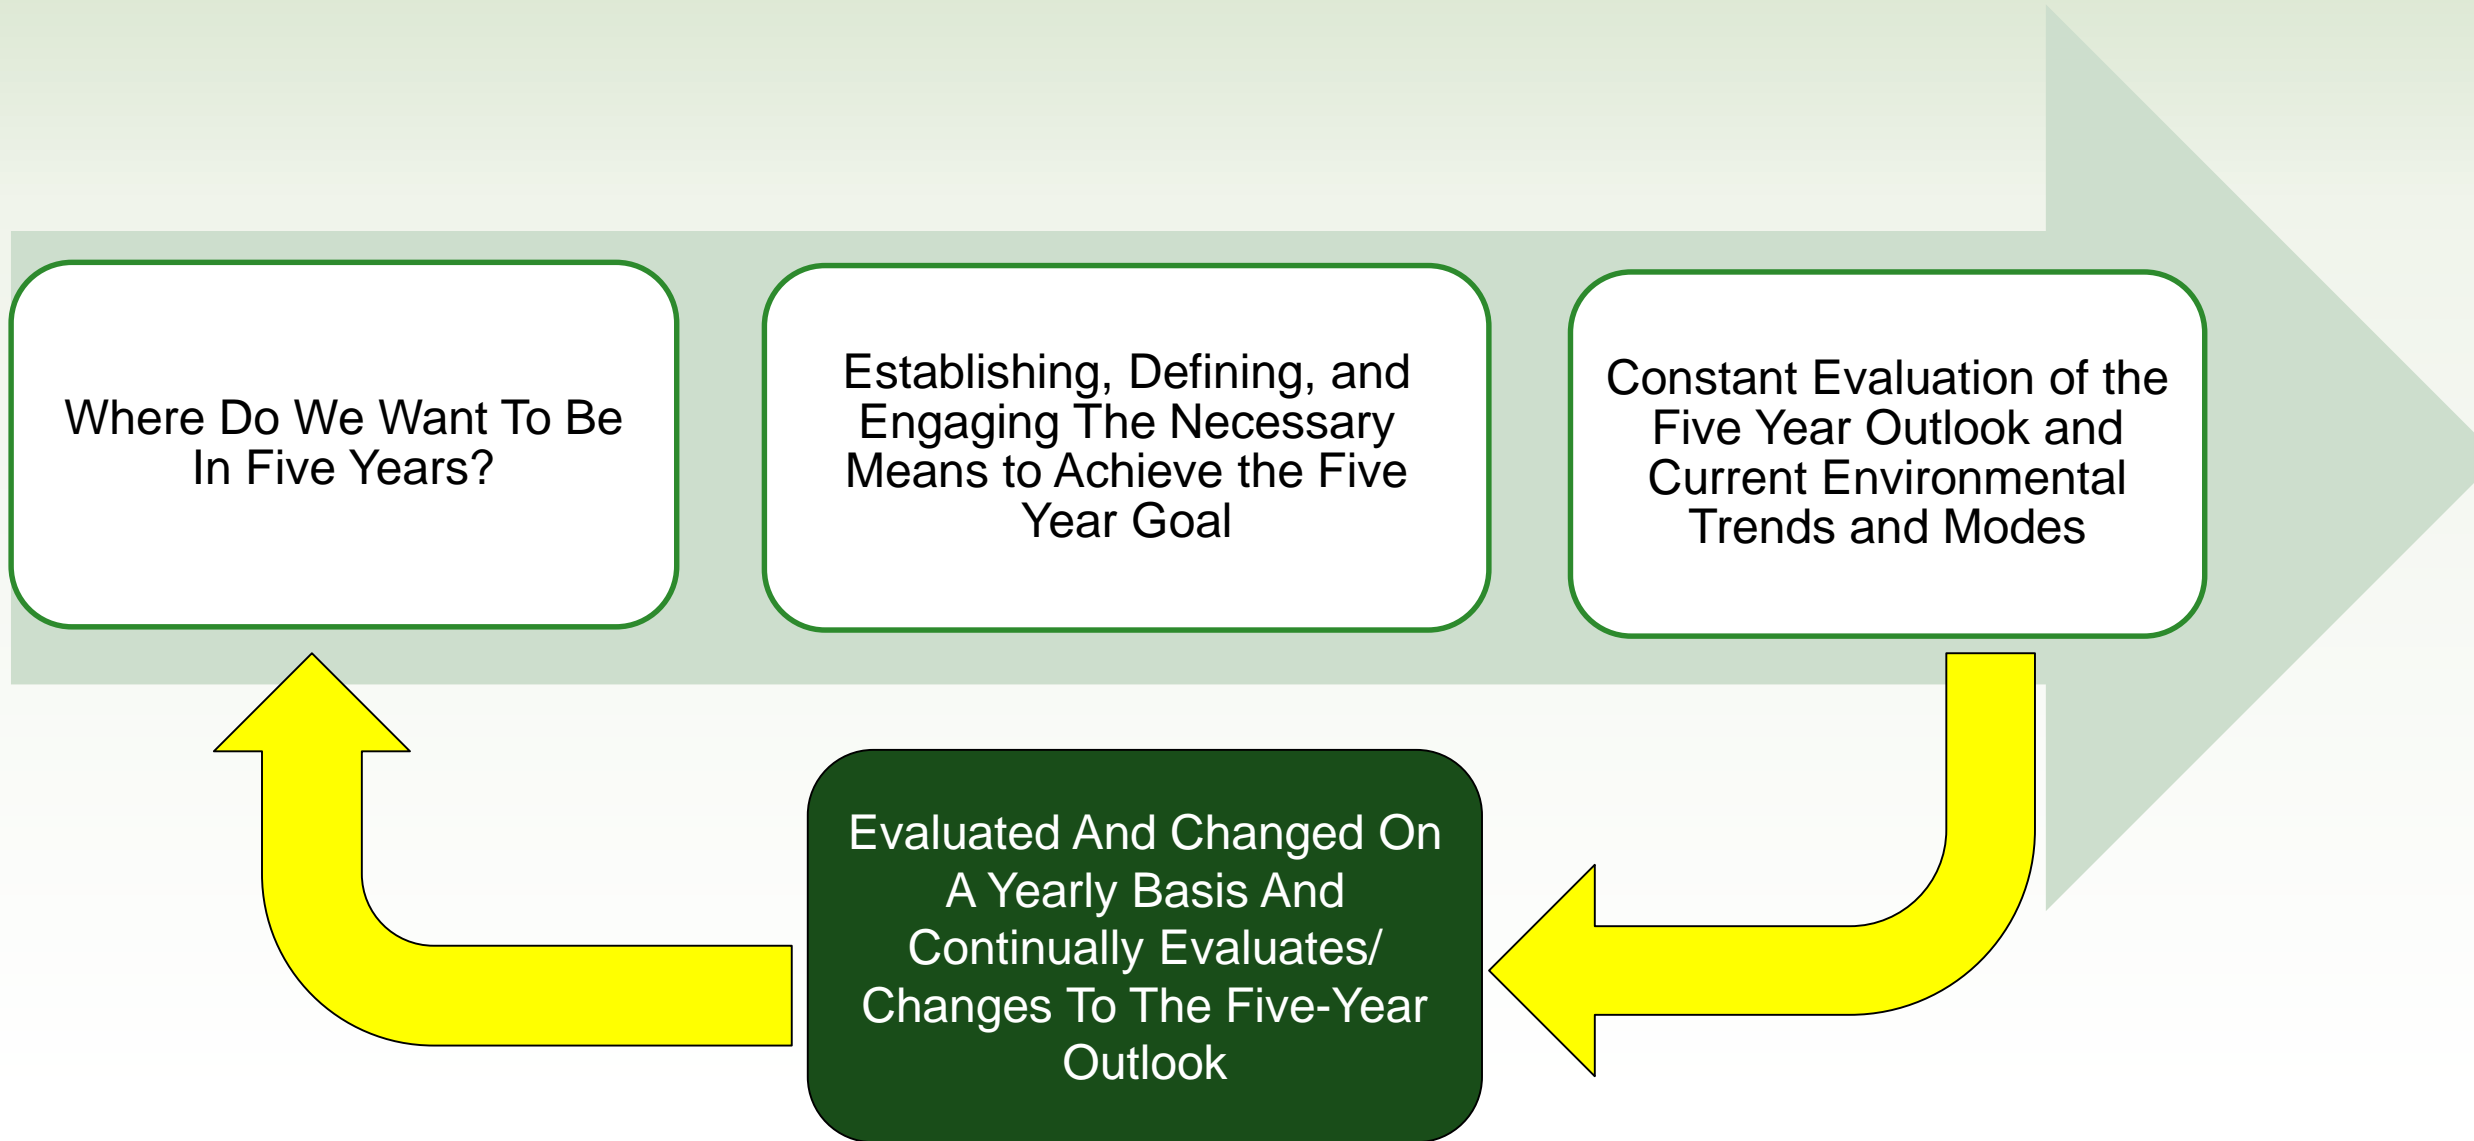 Where Do We Want To Be
In Five Years?
Establishing, Defining, and
Engaging The Necessary
Means to Achieve the Five
Year Goal
Constant Evaluation of the
Five Year Outlook and
Current Environmental
Trends and Modes
Evaluated And Changed On
A Yearly Basis And
Continually Evaluates/
Changes To The Five-Year
Outlook